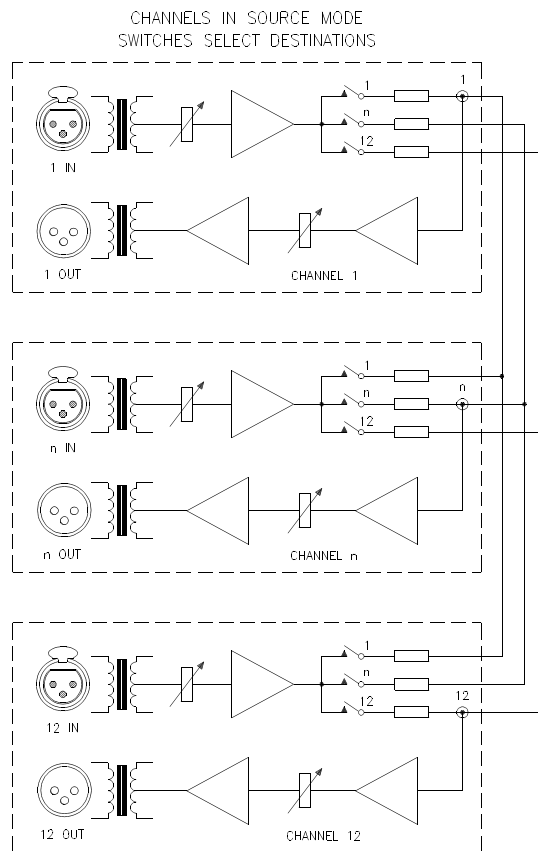 CHANNELS IN SOURCE MODE
SWITCHES SELECT DESTINATIONS
1
1
n
12
1 IN
1 OUT
CHANNEL 1
1
n
n
12
n IN
n OUT
CHANNEL n
1
n
12
12
12 IN
12 OUT
CHANNEL 12